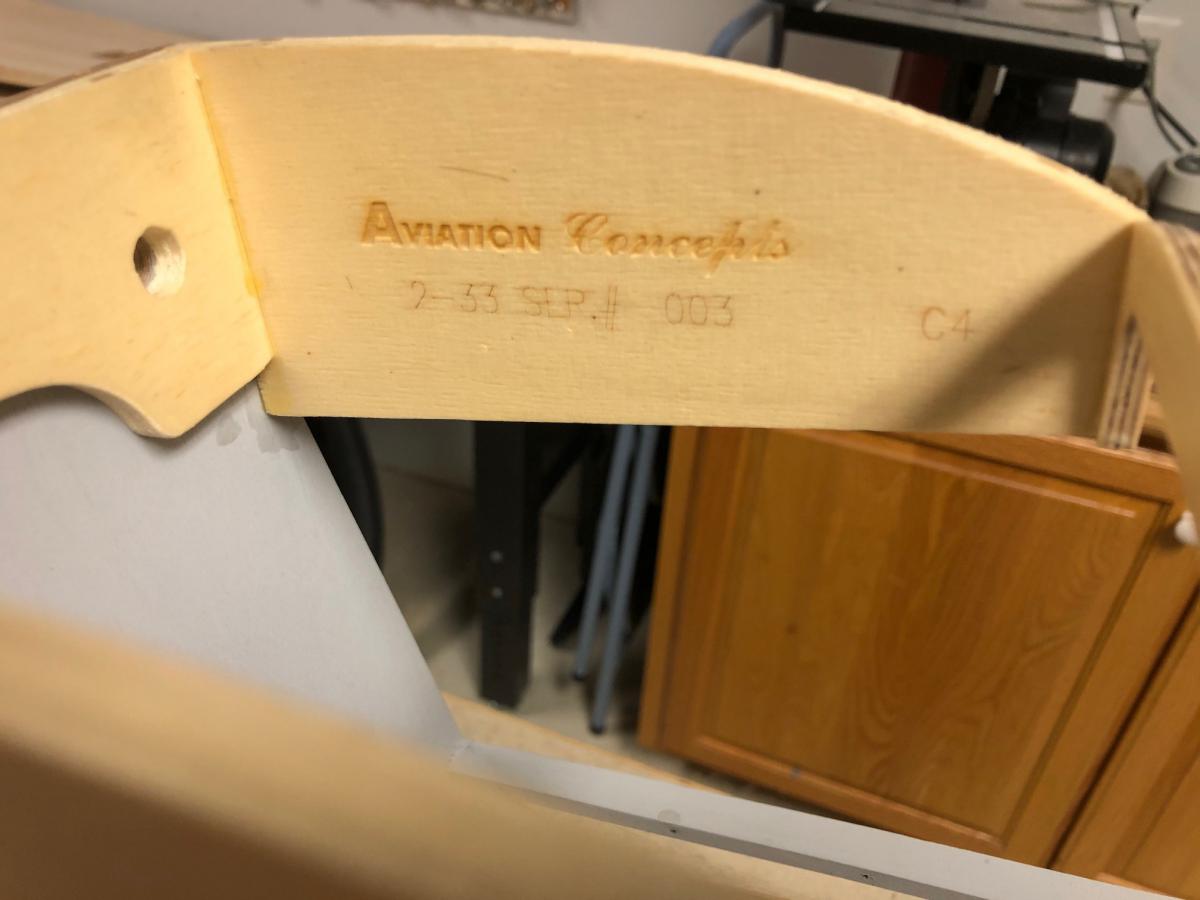 AVIATION Concepts
2-33 SER.# 003
C4